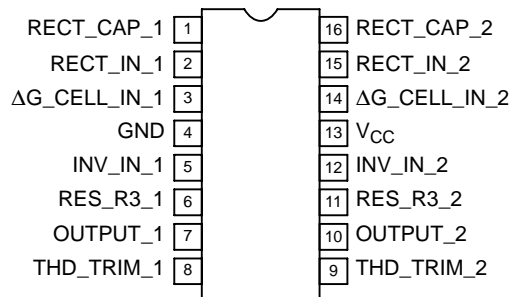 RECT_CAP_1 1 16 RECT_CAP_2
RECT_IN_1 2 15 RECT_IN_2
ΔG_CELL_IN_1 3 14 ΔG_CELL_IN_2
GND 4 13 VCC
INV_IN_1 5 12 INV_IN_2
RES_R3_1 6 11 RES_R3_2
OUTPUT_1 7 10 OUTPUT_2
THD_TRIM_1 8 9 THD_TRIM_2